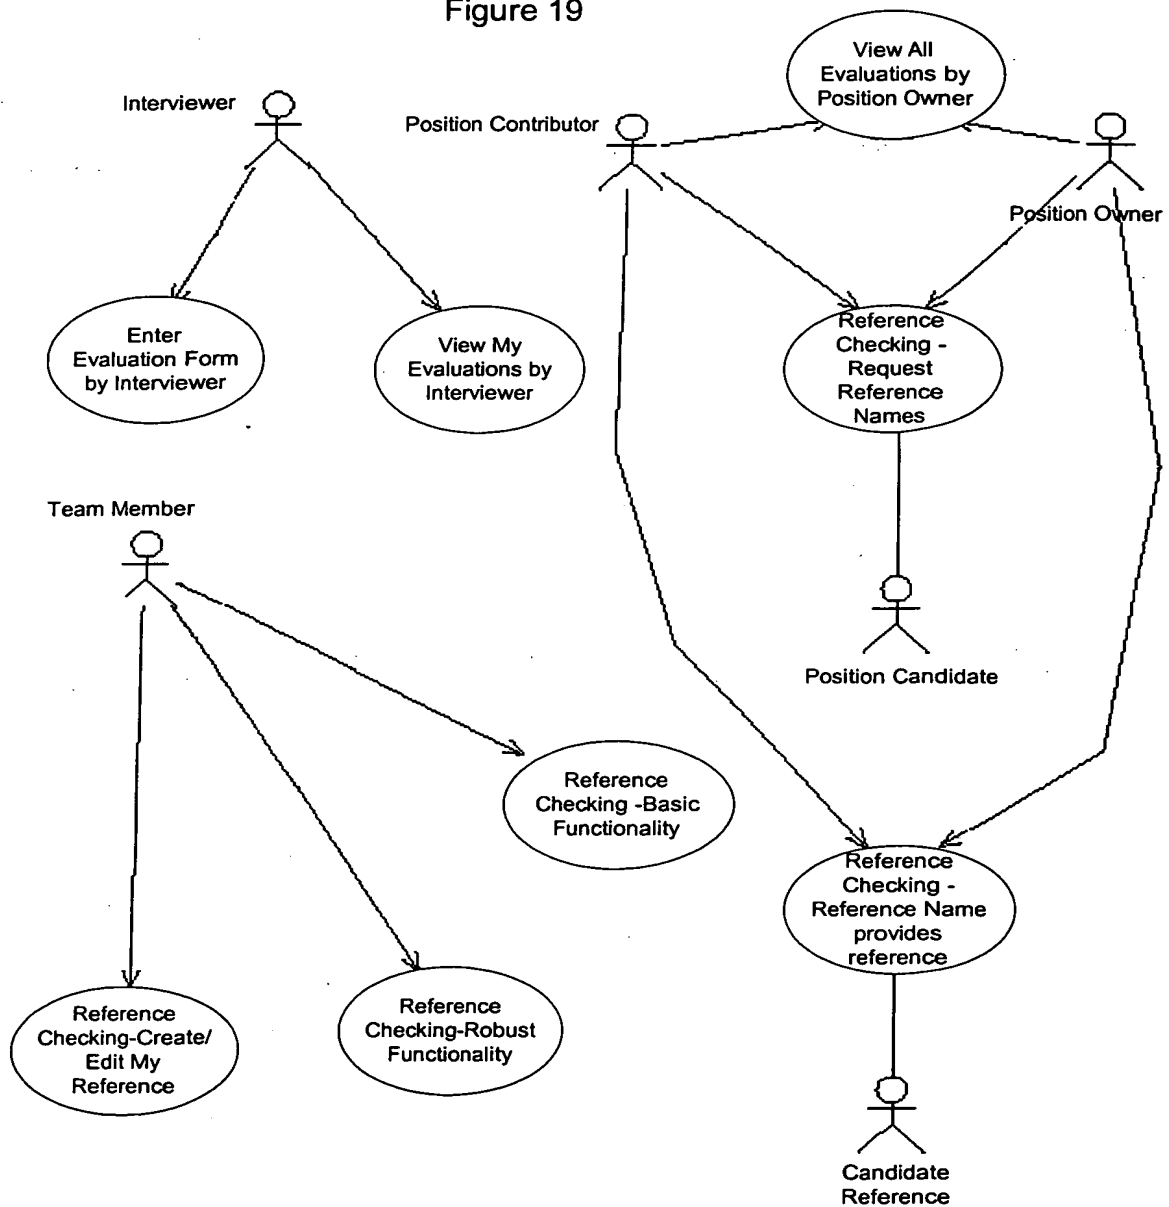 Figure 19
View All
Evaluations by
Position Owner
Interviewer
Position Contributor
Position Owner
Enter
Evaluation Form
by Interviewer
View My
Evaluations by
Interviewer
Reference
Checking -
Request
Reference
Names
Team Member
Position Candidate
Reference
Checking -Basic
Functionality
Reference
Checking -
Reference Name
provides
reference
Reference
Checking-Create/
Edit My
Reference
Reference
Checking-Robust
Functionality
Candidate
Reference